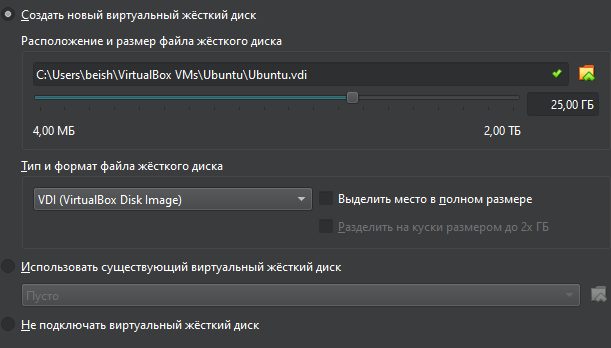 Создать новый виртуальный жёсткий диск
Расположение и размер файла жёсткого диска
C:\Users\beish\VirtualBox VMs\Ubuntu\Ubuntu.vdi
25,00 ГБ
4,00 МБ 2,00 ТБ
Тип и формат файла жёсткого диска
VDI (VirtualBox Disk Image) Выделить место в полном размере
Разделить на куски размером до 2х ГБ
Использовать существующий виртуальный жёсткий диск
Пусто
Не подключать виртуальный жёсткий диск